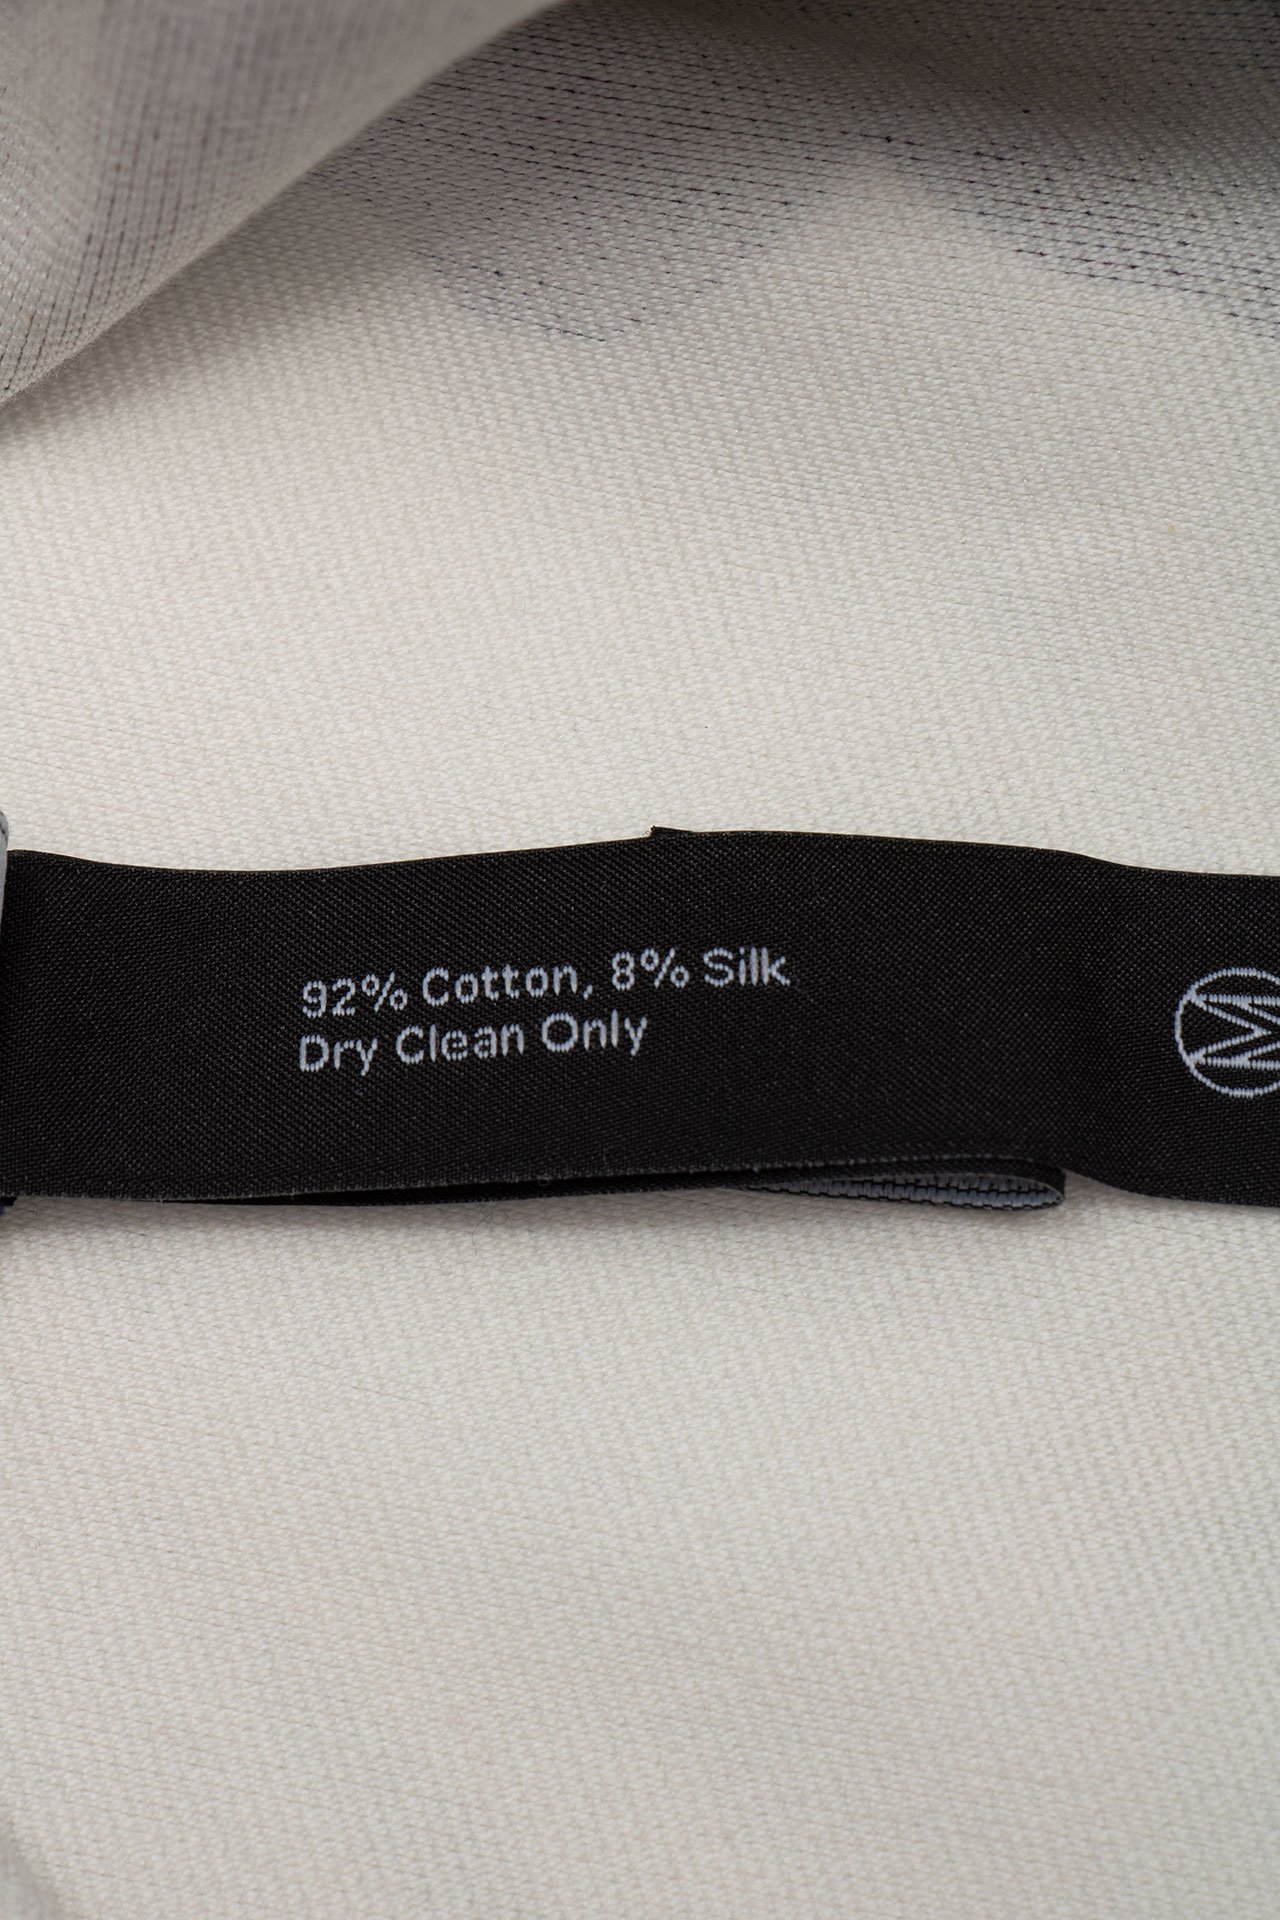 92% Cotton, 8% Silk
Dry Clean Only
M